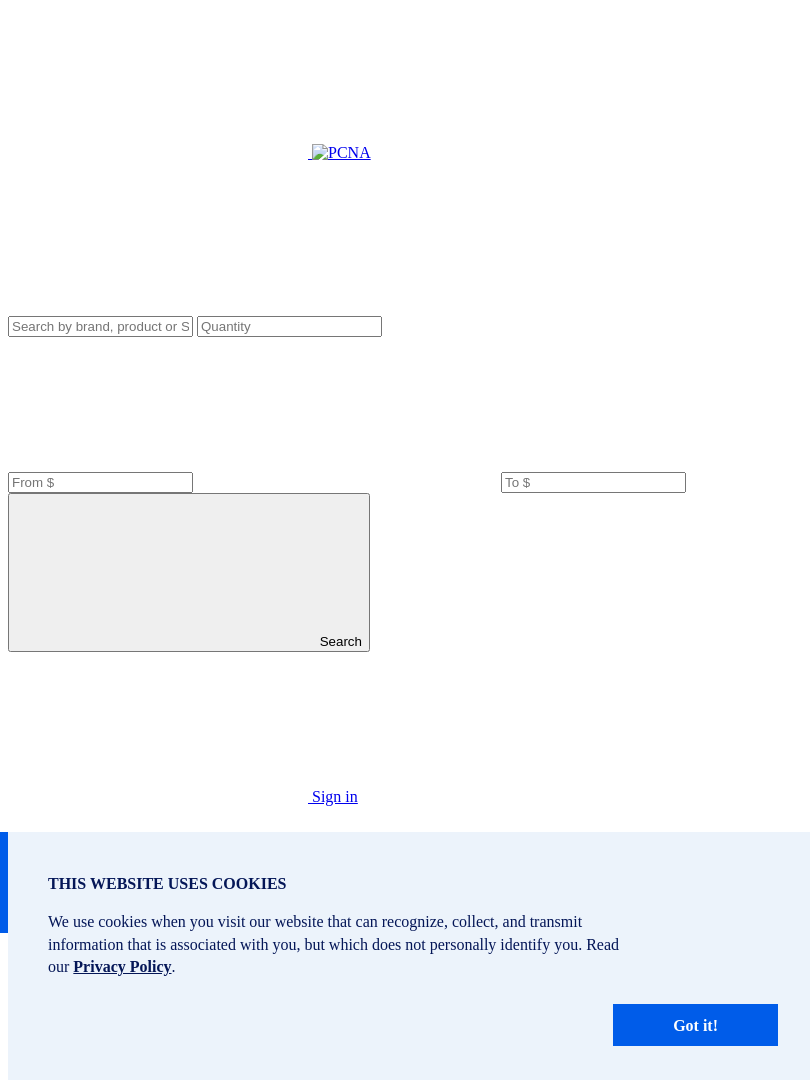 PCNA
Search by brand, product or S
Quantity
From $
To $
Search
Sign in
THIS WEBSITE USES COOKIES
We use cookies when you visit our website that can recognize, collect, and transmit
information that is associated with you, but which does not personally identify you. Read
our Privacy Policy.
Got it!